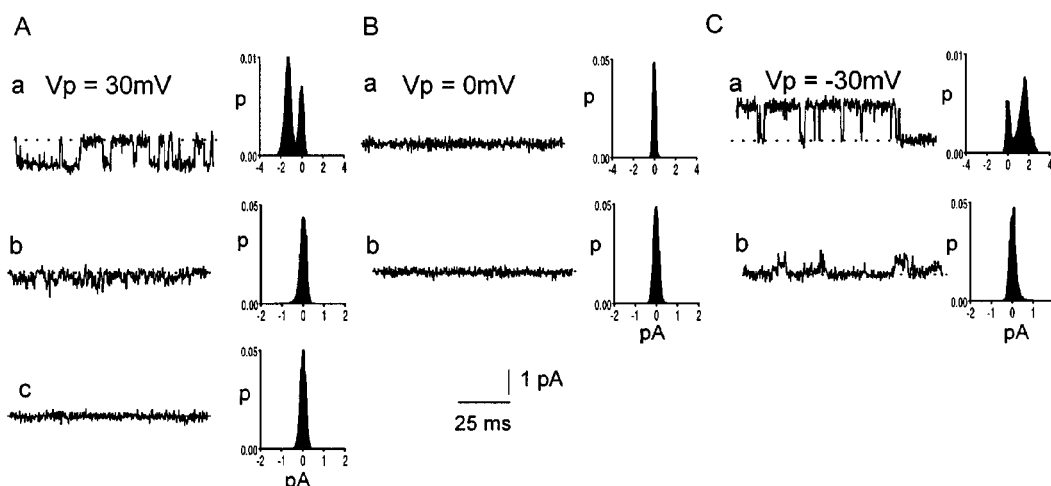 A
B
C
a Vp = 30mV
a Vp = 0mV
a Vp = -30mV
0.01
p
0.00
-4 -2 0 2 4
0.05
p
0.00
-4 -2 0 2 4
0.01
p
0.00
-4 -2 0 2 4
b
0.05
p
0.00
-2 -1 0 1 2
b
0.05
p
0.00
-2 -1 0 1 2
pA
b
0.05
p
0.00
-2 -1 0 1
pA
c
0.05
p
0.00
-2 -1 0 1 2
pA
1 pA
25 ms